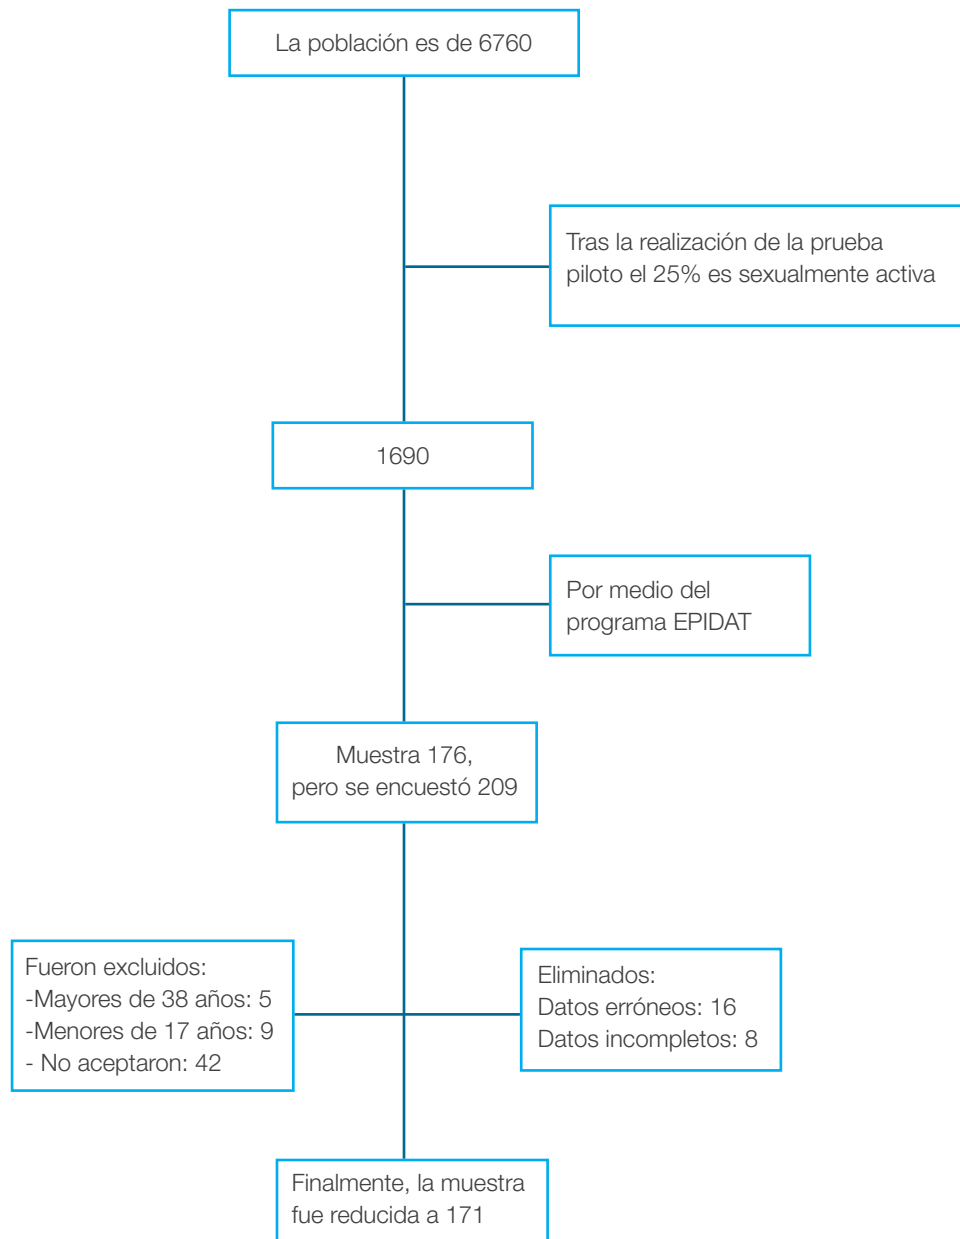 La población es de 6760
Tras la realización de la prueba
piloto el 25% es sexualmente activa
1690
Por medio del
programa EPIDAT
Muestra 176,
pero se encuestó 209
Fueron excluidos:
-Mayores de 38 años: 5
-Menores de 17 años: 9
- No aceptaron: 42
Eliminados:
Datos erróneos: 16
Datos incompletos: 8
Finalmente, la muestra
fue reducida a 171